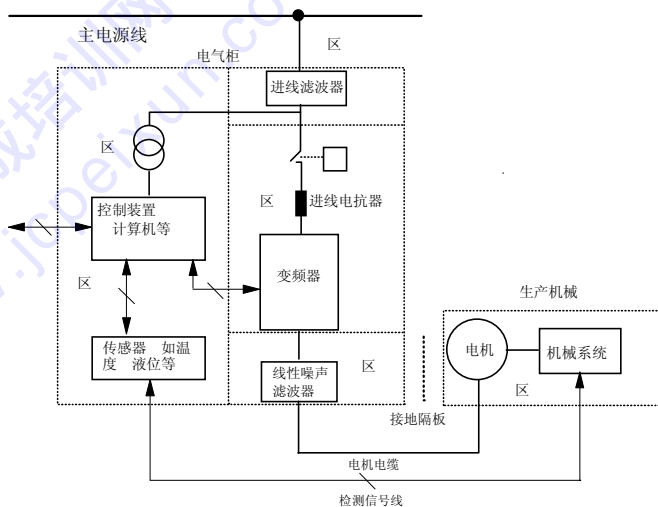 主电源线
区
电气柜
进线滤波器
区
区
进线电抗器
控制装置
计算机等
变频器
区
生产机械
传感器 如温
度 液位等
线性噪声
滤波器
区
电机
机械系统
区
接地隔板
电机电缆
检测信号线